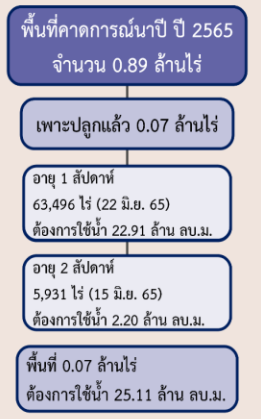 พื้นที่คาดการณ์นาปี ปี 2565
จำนวน 0.89 ล้านไร่
เพาะปลูกแล้ว 0.07 ล้านไร่
อายุ 1 สัปดาห์
63,496 ไร่ (22 มิ.ย. 65)
ต้องการใช้น้ำ 22.91 ล้าน ลบ.ม.
อายุ 2 สัปดาห์
5,931 ไร่ (15 มิ.ย. 65)
ต้องการใช้น้ำ 2.20 ล้าน ลบ.ม.
พื้นที่ 0.07 ล้านไร่
ต้องการใช้น้ำ 25.11 ล้าน ลบ.ม.